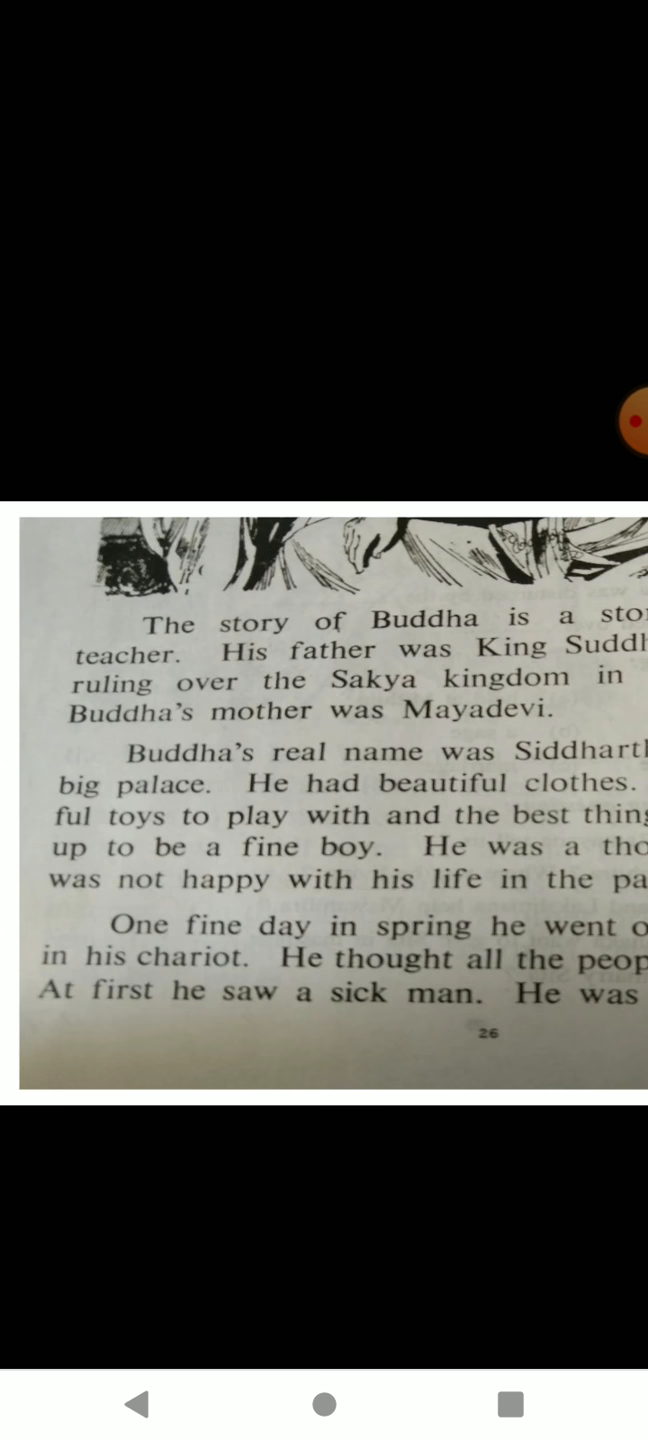 The story of Buddha is a
teacher. His father was King
ruling over the Sakya kingdom in
Buddha's mother was Mayadevi.
Buddha's real name was
big palace. He had beautiful clothes.
ful toys to play with and the best
up to be a fine boy. He was a
was not happy with his life in the
One fine day in spring he went
in his chariot. He thought all the
At first he saw a sick man. He was
26